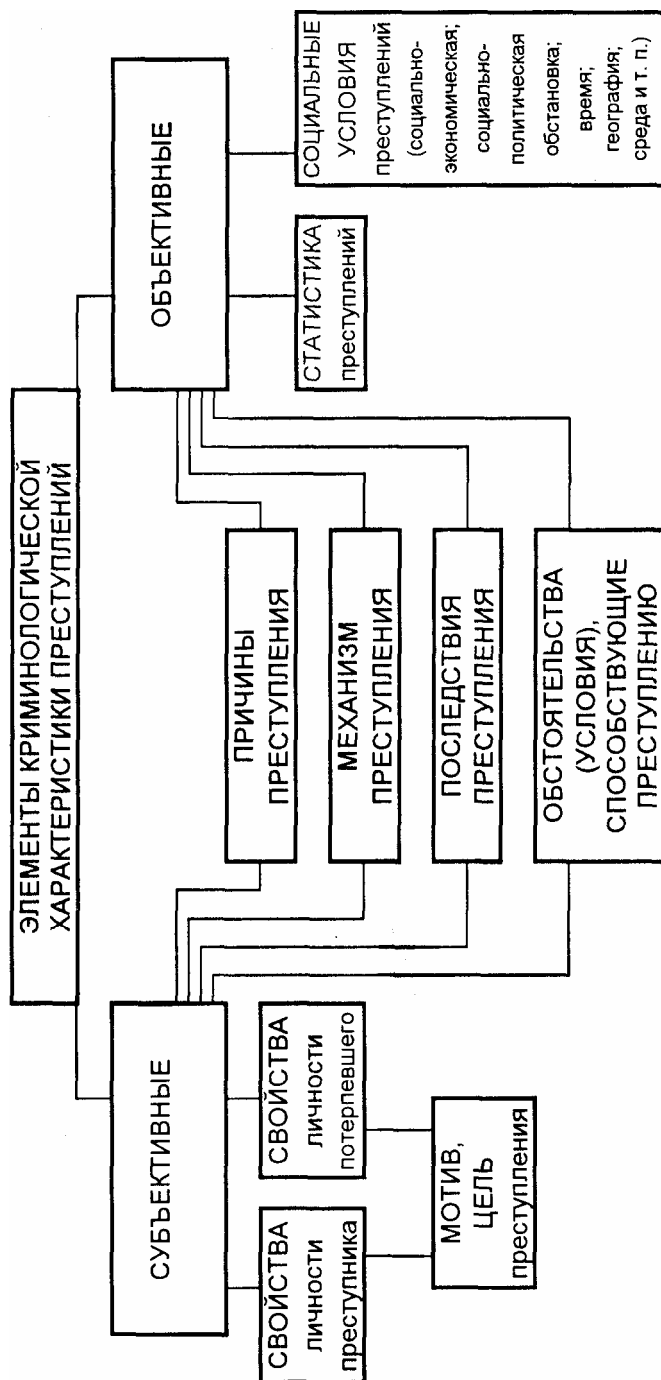 ЭЛЕМЕНТЫ КРИМИНОЛОГИЧЕСКОЙ
ХАРАКТЕРИСТИКИ ПРЕСТУПЛЕНИЙ
СУБЪЕКТИВНЫЕ
ОБЪЕКТИВНЫЕ
СВОЙСТВА
личности
преступника
СВОЙСТВА
личности
потерпевшего
МОТИВ,
ЦЕЛЬ
преступления
ПРИЧИНЫ
ПРЕСТУПЛЕНИЯ
МЕХАНИЗМ
ПРЕСТУПЛЕНИЯ
ПОСЛЕДСТВИЯ
ПРЕСТУПЛЕНИЯ
ОБСТОЯТЕЛЬСТВА
(УСЛОВИЯ),
СПОСОБСТВУЮЩИЕ
ПРЕСТУПЛЕНИЮ
СТАТИСТИКА
преступлений
СОЦИАЛЬНЫЕ
УСЛОВИЯ
преступлений
(социально-
экономическая;
социально-
политическая
обстановка;
время;
география;
среда и т. п.)